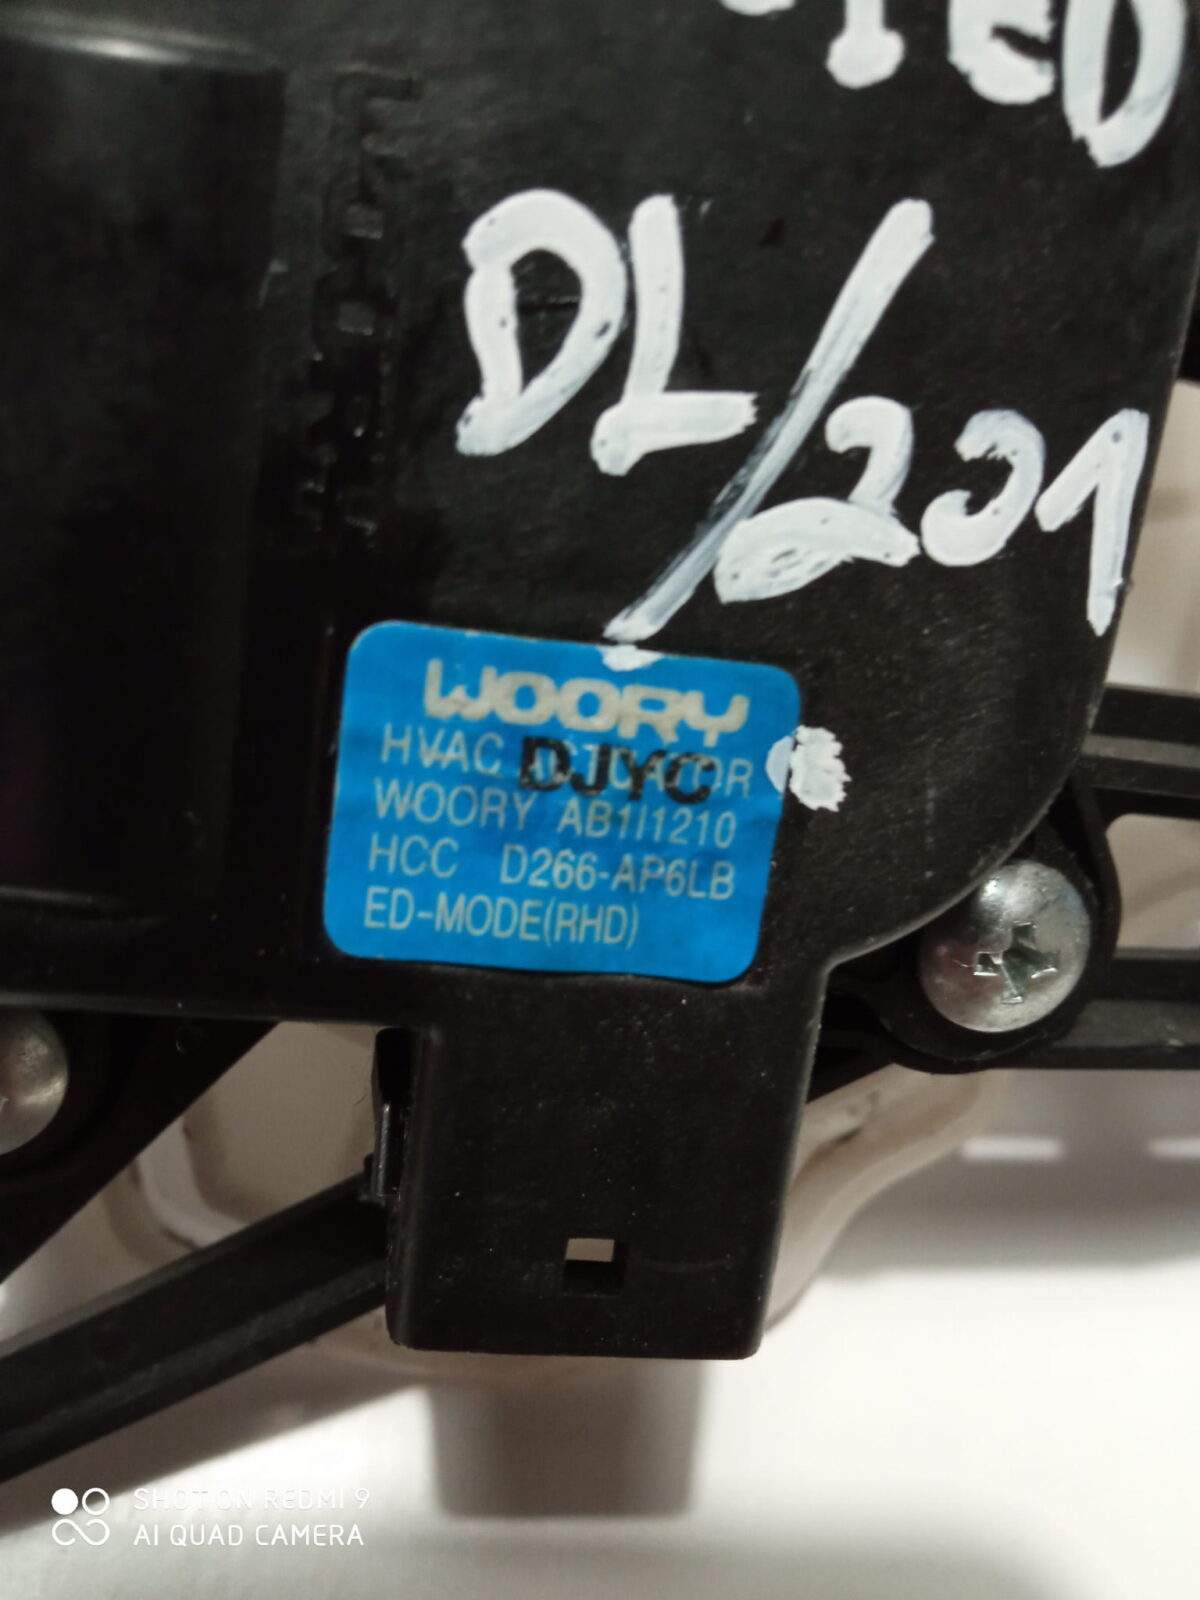 DL/201
WOORY
HVAC ACTUATOR
DJYC
WOORY AB1I1210
HCC D266-AP6LB
ED-MODE(RHD)
SHOT ON REDMI 9
AI QUAD CAMERA